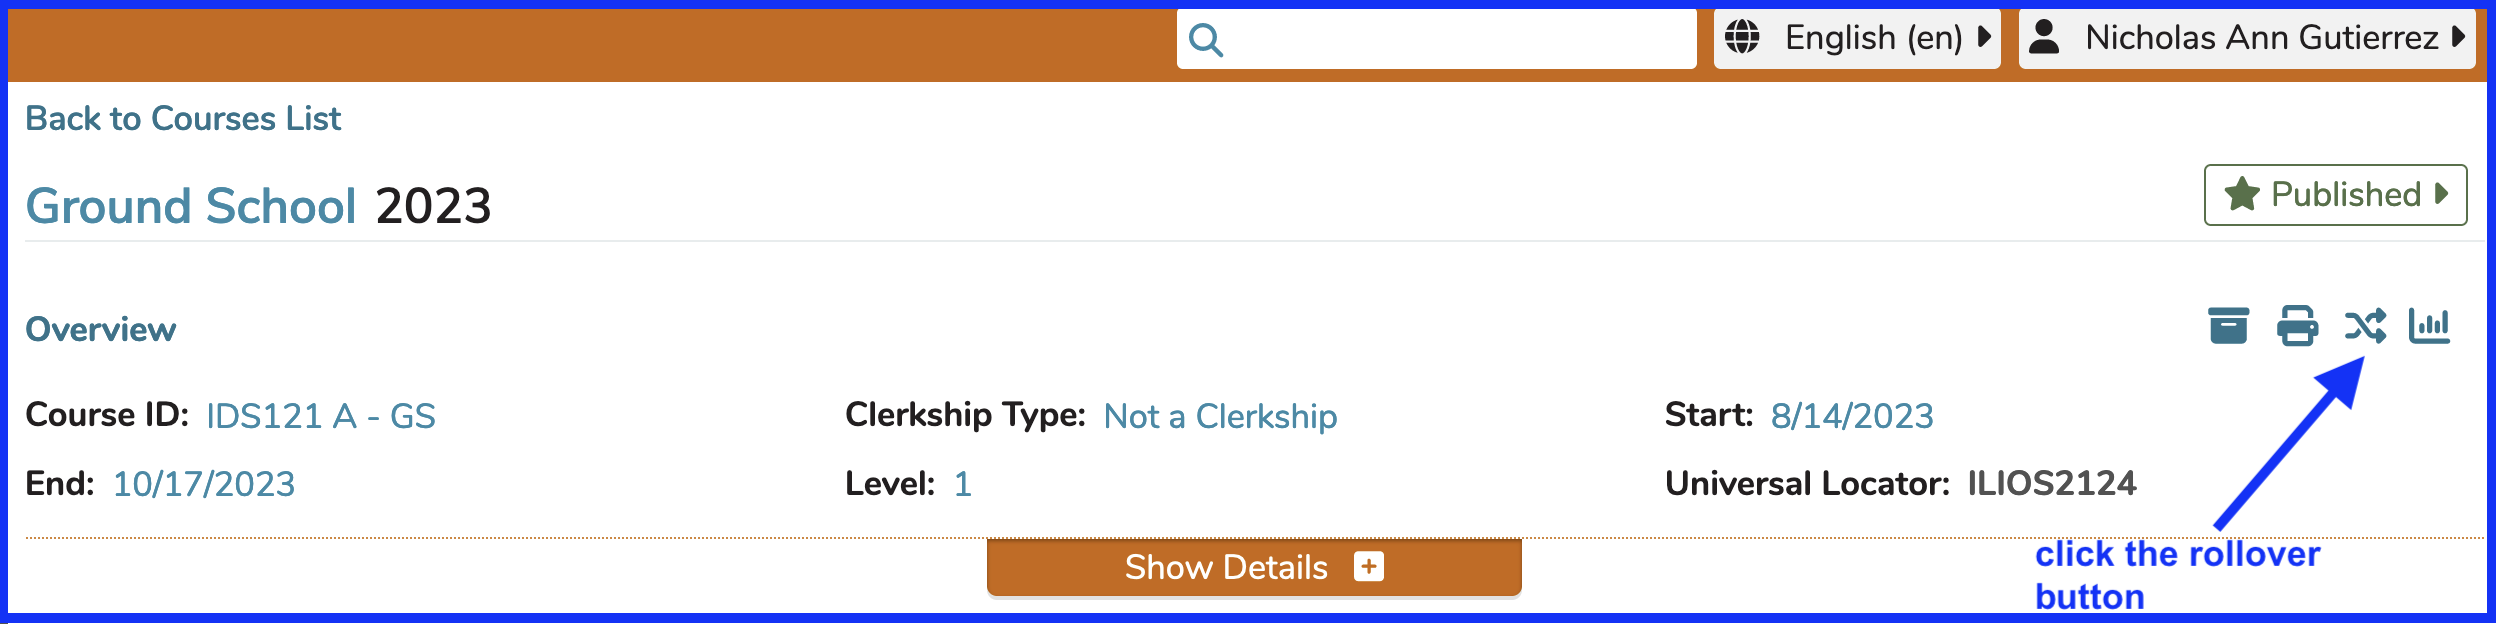 English (en)
Nicholas Ann Gutierrez
Back to Courses List
Ground School 2023
Published
Overview
Course ID: IDS121 A - GS
Clerkship Type: Not a Clerkship
Start: 8/14/2023
End: 10/17/2023
Level: 1
Universal Locator: ILIOS2124
Show Details
click the rollover
button